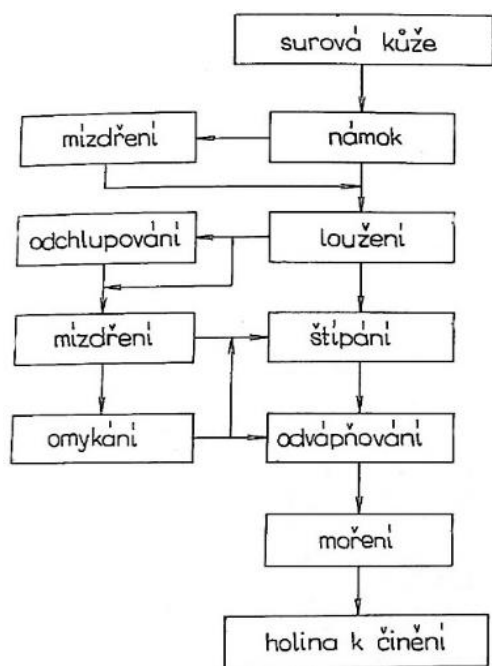 surová kůže
mízdření
námok
odchlupování
loužení
mízdření
štípání
omykání
odvápňování
moření
holina k činění